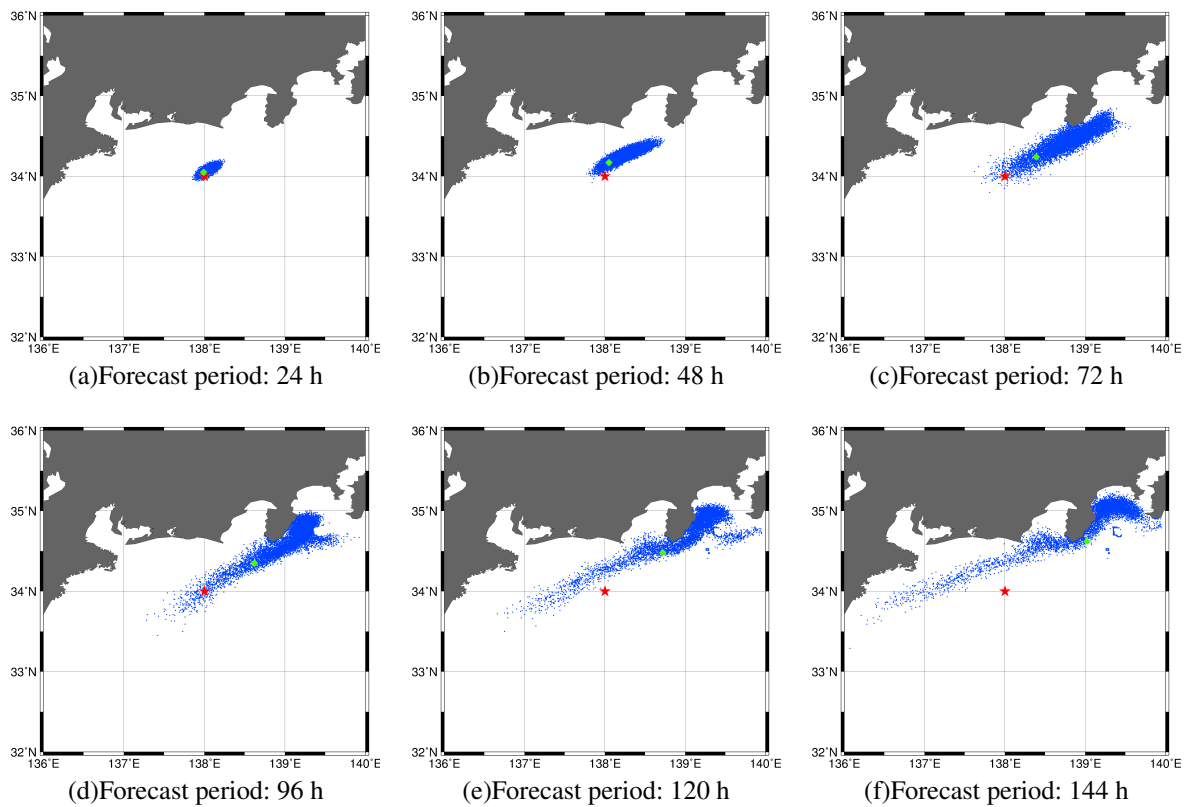 36˚N 36˚N 36˚N
35˚N 35˚N 35˚N
34˚N 34˚N 34˚N
33˚N 33˚N 33˚N
32˚N 32˚N 32˚N
136˚E 137˚E 138˚E 139˚E 140˚E 136˚E 137˚E 138˚E 139˚E 140˚E 136˚E 137˚E 138˚E 139˚E 140˚E
(a)Forecast period: 24 h (b)Forecast period: 48 h (c)Forecast period: 72 h
36˚N 36˚N 36˚N
35˚N 35˚N 35˚N
34˚N 34˚N 34˚N
33˚N 33˚N 33˚N
32˚N 32˚N 32˚N
136˚E 137˚E 138˚E 139˚E 140˚E 136˚E 137˚E 138˚E 139˚E 140˚E 136˚E 137˚E 138˚E 139˚E 140˚E
(d)Forecast period: 96 h (e)Forecast period: 120 h (f)Forecast period: 144 h